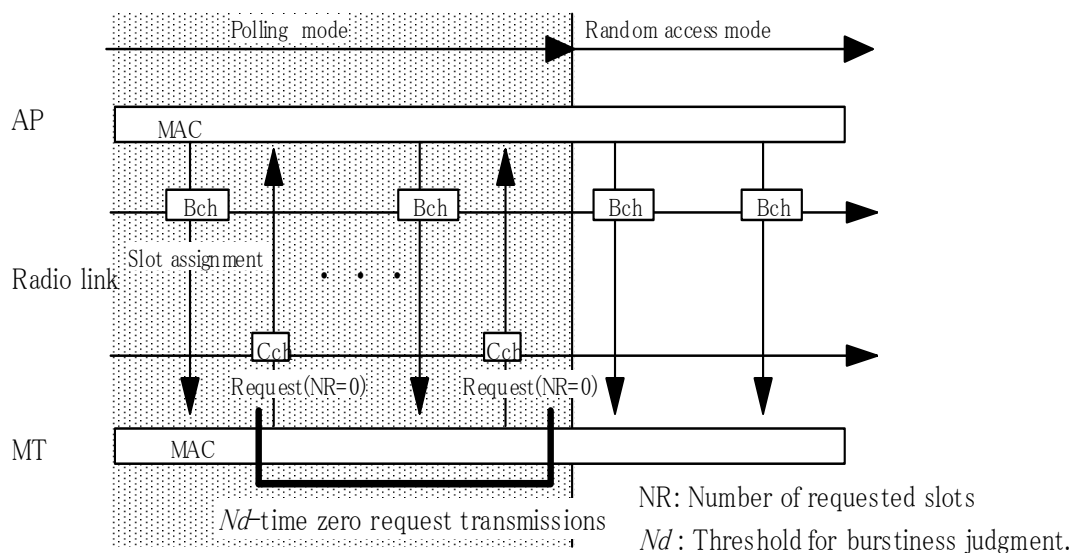 Polling mode
Random access mode
AP
MAC
Bch
Bch
Bch
Bch
Slot assignment
. . .
Radio link
Cch
Cch
Request(NR=0)
Request(NR=0)
MT
MAC
Nd-time zero request transmissions
NR: Number of requested slots
Nd : Threshold for burstiness judgment.